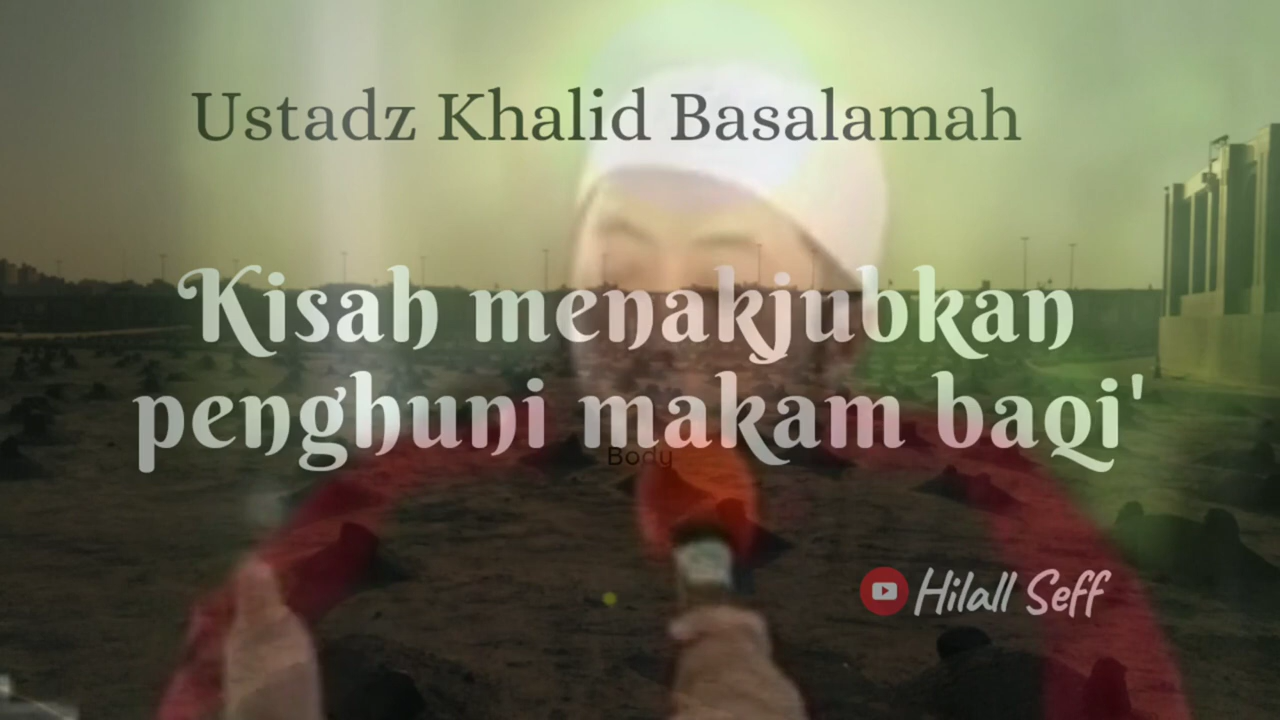 Ustadz Khalid Basalamah
Kisah menakjubkan
penghuni makam baqi'
Body
Hilall Seff